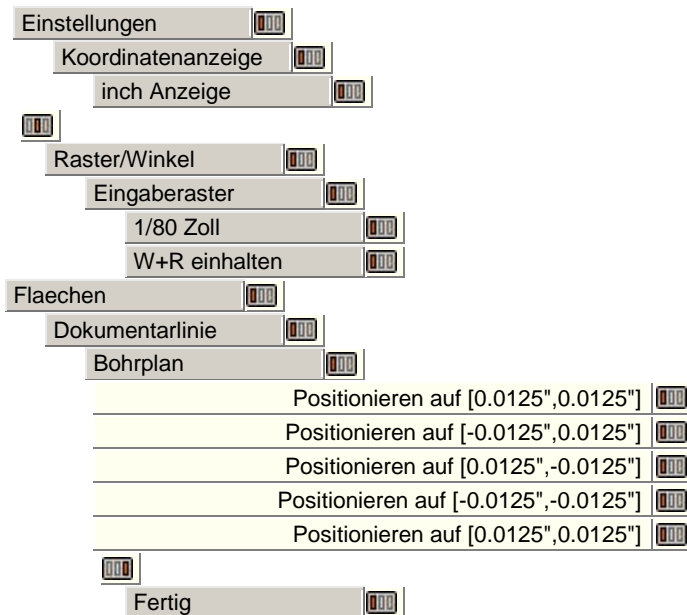 Einstellungen
Koordinatenanzeige
inch Anzeige
Raster/Winkel
Eingaberaster
1/80 Zoll
W+R einhalten
Flaechen
Dokumentarlinie
Bohrplan
Positionieren auf [0.0125",0.0125"]
Positionieren auf [-0.0125",0.0125"]
Positionieren auf [0.0125",-0.0125"]
Positionieren auf [-0.0125",-0.0125"]
Positionieren auf [0.0125",0.0125"]
Fertig